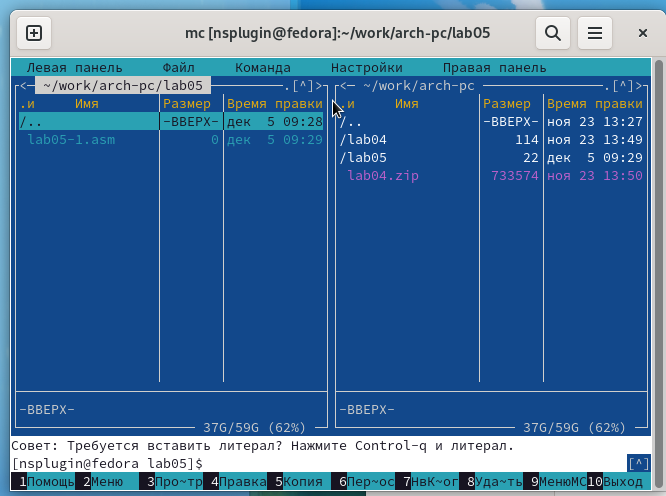 mc [nsplugin@fedora]:~/work/arch-pc/lab05
Левая панель Файл Команда Настройки Правая панель
<— ~/work/arch-pc/lab05 .[^]> <— ~/work/arch-pc .[^]>
.и Имя Размер Время правки .и Имя Размер Время правки
/.. -ВВЕРХ- дек 5 09:28 /.. -ВВЕРХ- ноя 23 13:27
lab05-1.asm 0 дек 5 09:29 /lab04 114 ноя 23 13:49
/lab05 22 дек 5 09:29
lab04.zip 733574 ноя 23 13:50
-ВВЕРХ- -ВВЕРХ-
37G/59G (62%) 37G/59G (62%)
Совет: Требуется вставить литерал? Нажмите Control-q и литерал.
[nsplugin@fedora lab05]$ [^]
1Помощь 2Меню 3Про~тр 4Правка 5Копия 6Пер~ос 7НвК~ог 8Уда~ть 9МенюMC 10Выход